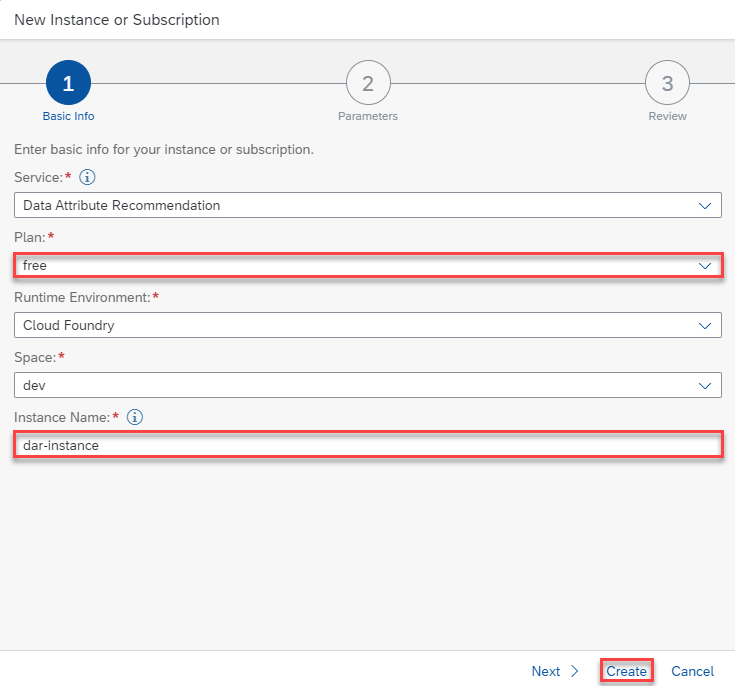 New Instance or Subscription
1 2 3
Basic Info Parameters Review
Enter basic info for your instance or subscription.
Service:* i
Data Attribute Recommendation
Plan:*
free
Runtime Environment:*
Cloud Foundry
Space:*
dev
Instance Name:* i
dar-instance
Next > Create Cancel